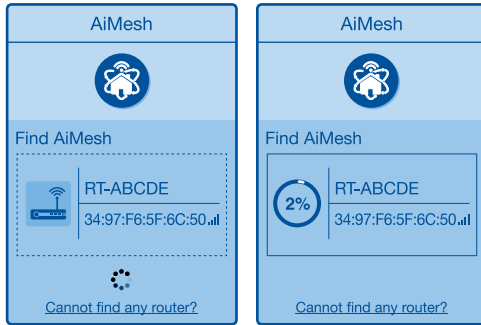 AiMesh
Find AiMesh
RT-ABCDE
34:97:F6:5F:6C:50
Cannot find any router?
AiMesh
Find AiMesh
2%
RT-ABCDE
34:97:F6:5F:6C:50
Cannot find any router?